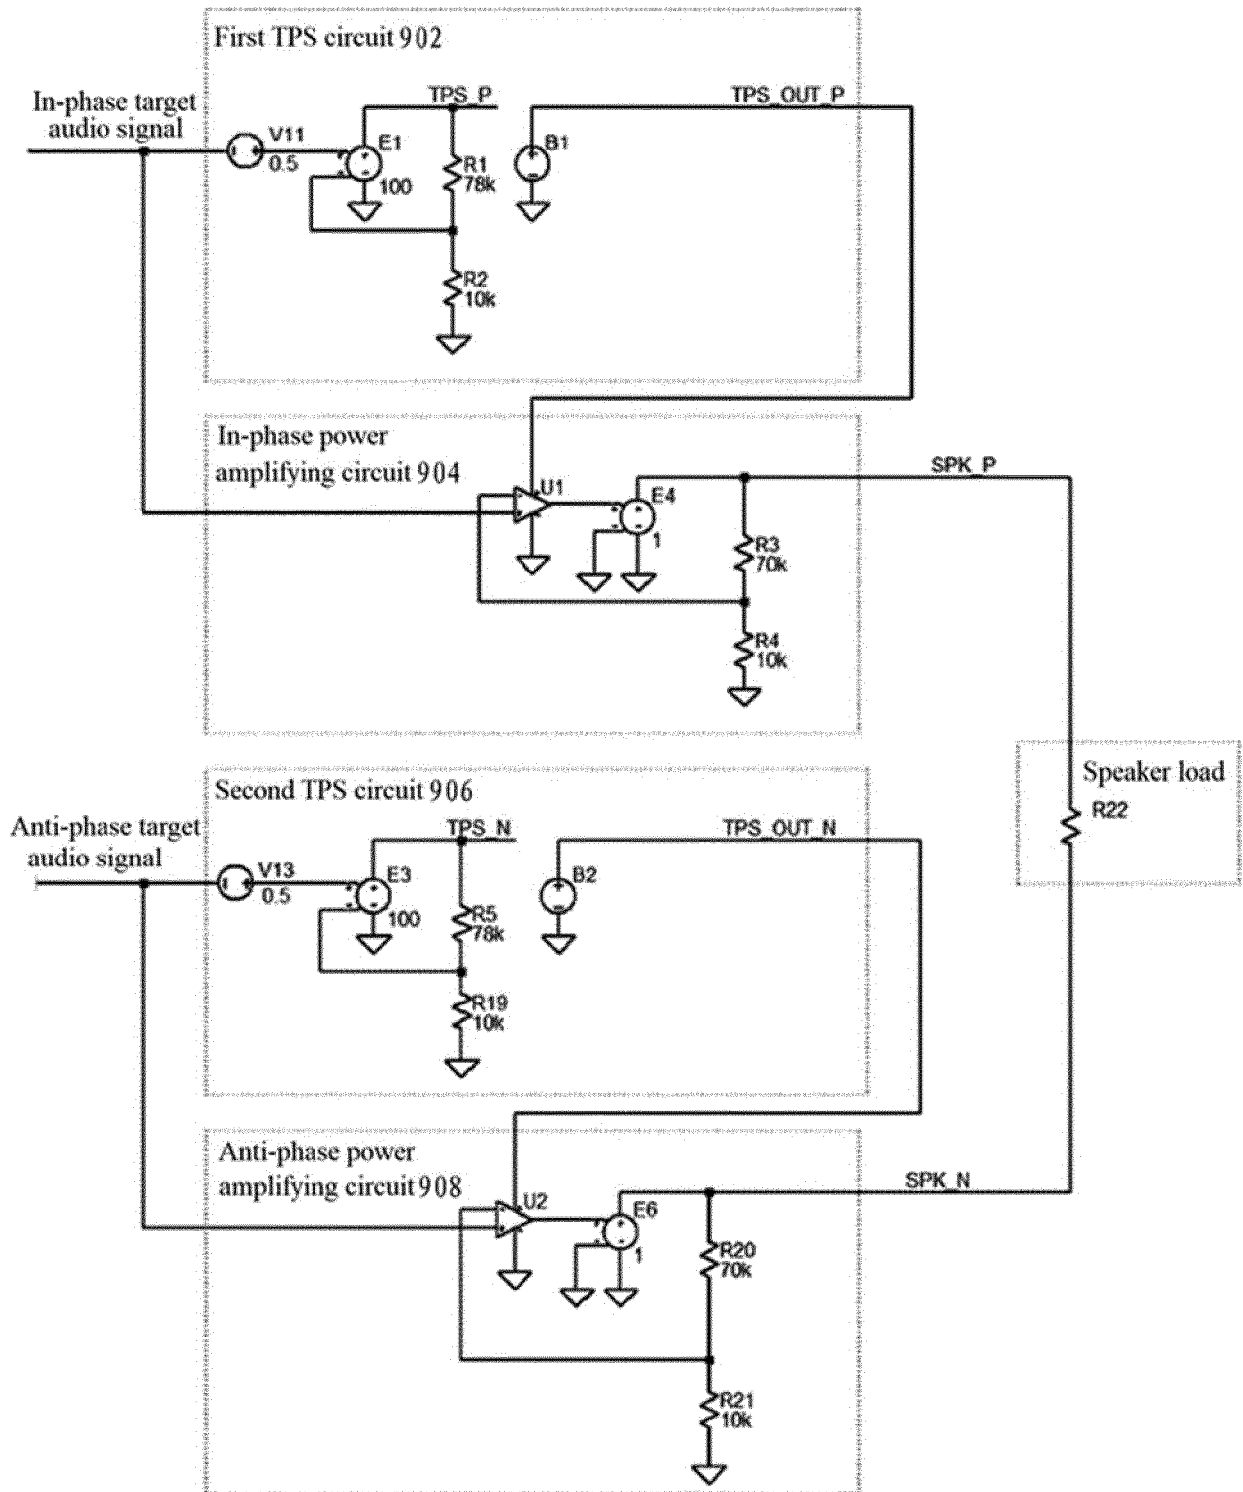 First TPS circuit 902
In-phase target
audio signal
V11
0.5
E1
100
TPS_P
R1
78k
R2
10k
B1
TPS_OUT_P
In-phase power
amplifying circuit 904
U1
E4
1
SPK_P
R3
70k
R4
10k
Speaker load
R22
Second TPS circuit 906
Anti-phase target
audio signal
V13
0.5
E3
100
TPS_N
R5
78k
R19
10k
B2
TPS_OUT_N
Anti-phase power
amplifying circuit 908
U2
E6
1
SPK_N
R20
70k
R21
10k